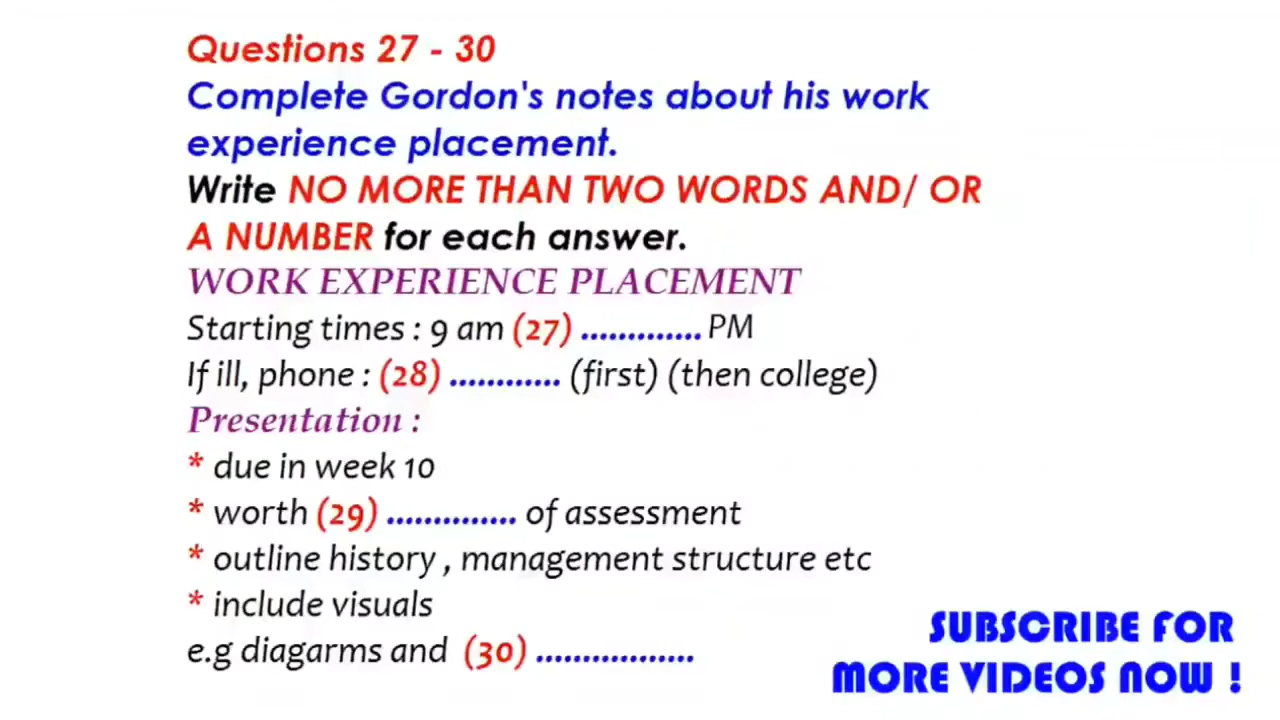 Questions 27 - 30
Complete Gordon's notes about his work
experience placement.
Write NO MORE THAN TWO WORDS AND/ OR
A NUMBER for each answer.
WORK EXPERIENCE PLACEMENT
Starting times : 9 am (27) ............. PM
If ill, phone : (28) ............ (first) (then college)
Presentation :
* due in week 10
* worth (29) .............. of assessment
* outline history , management structure etc
* include visuals
e.g diagarms and (30) .................
SUBSCRIBE FOR
MORE VIDEOS NOW !